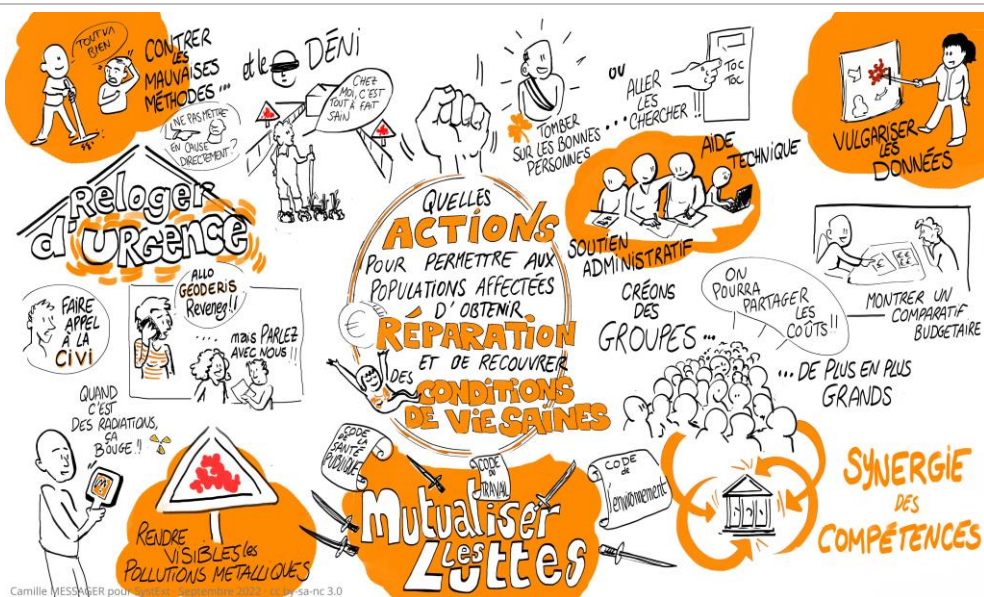 TOUT VA
BIEN
CONTRER
LES
MAUVAISES
MÉTHODES...
et le DÉNI
NE PAS METTRE
EN CAUSE
DIRECTEMENT ?
CHEZ
MOI, C'EST
TOUT À FAIT
SAIN
TOMBER
SUR LES BONNES
PERSONNES
OU
ALLER
LES
... CHERCHER !!
TOC
TOC
VULGARISER
LES
DONNÉES
Reloger
d'URGENCE
AIDE
TECHNIQUE
SOUTIEN
ADMINISTRATIF
QUELLES
ACTIONS
POUR PERMETTRE AUX
POPULATIONS AFFECTÉES
D'OBTENIR
RÉPARATION
ET DE RECOUVRER
DES CONDITIONS
DE VIE SAINES
€
FAIRE
APPEL
À LA
CIVI
ALLO
GEODERIS
Revenez !!
.... mais PARLEZ
AVEC NOUS !!
CRÉONS
DES
GROUPES...
ON
POURRA
PARTAGER
LES
COÛTS !!
MONTRER UN
COMPARATIF
BUDGETAIRE
... DE PLUS EN PLUS
GRANDS
QUAND
C'EST
DES RADIATIONS,
ÇA
BOUGE !!
RENDRE
VISIBLES les
POLLUTIONS METALLIQUES
CODE
DE LA
SANTÉ
PUBLIQUE
CODE
DU
TRAVAIL
CODE
de
l'environnement
Mutualiser
Les
Luttes
SYNERGIE
DES
COMPÉTENCES
Camille MESSAGER pour SystExt - Septembre 2022 - cc by-sa-nc 3.0